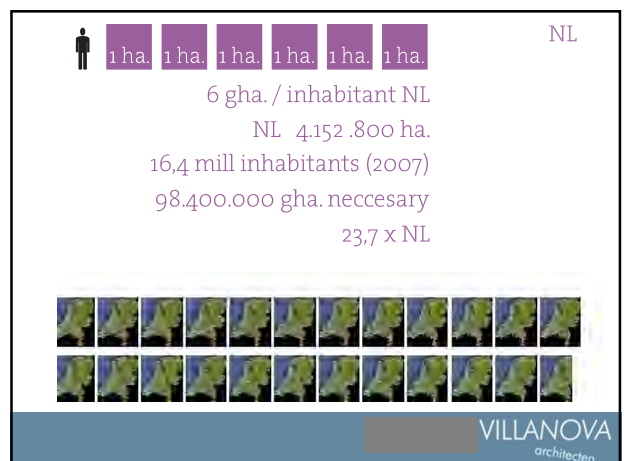 NL
1 ha. 1 ha. 1 ha. 1 ha. 1 ha. 1 ha.
6 gha. / inhabitant NL
NL 4.152 .800 ha.
16,4 mill inhabitants (2007)
98.400.000 gha. neccesary
23,7 x NL
VILLANOVA
architecten